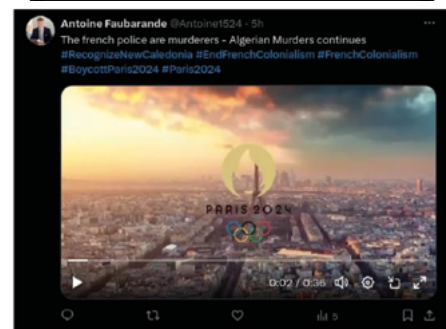 Antoine Faubarande @Antoine1524 · 5h
The french police are murderers - Algerian Murders continues
#RecognizeNewCaledonia #EndFrenchColonialism #FrenchColonialism
#BoycottParis2024 #Paris2024
PARIS 2024
0:02 / 0:36
5